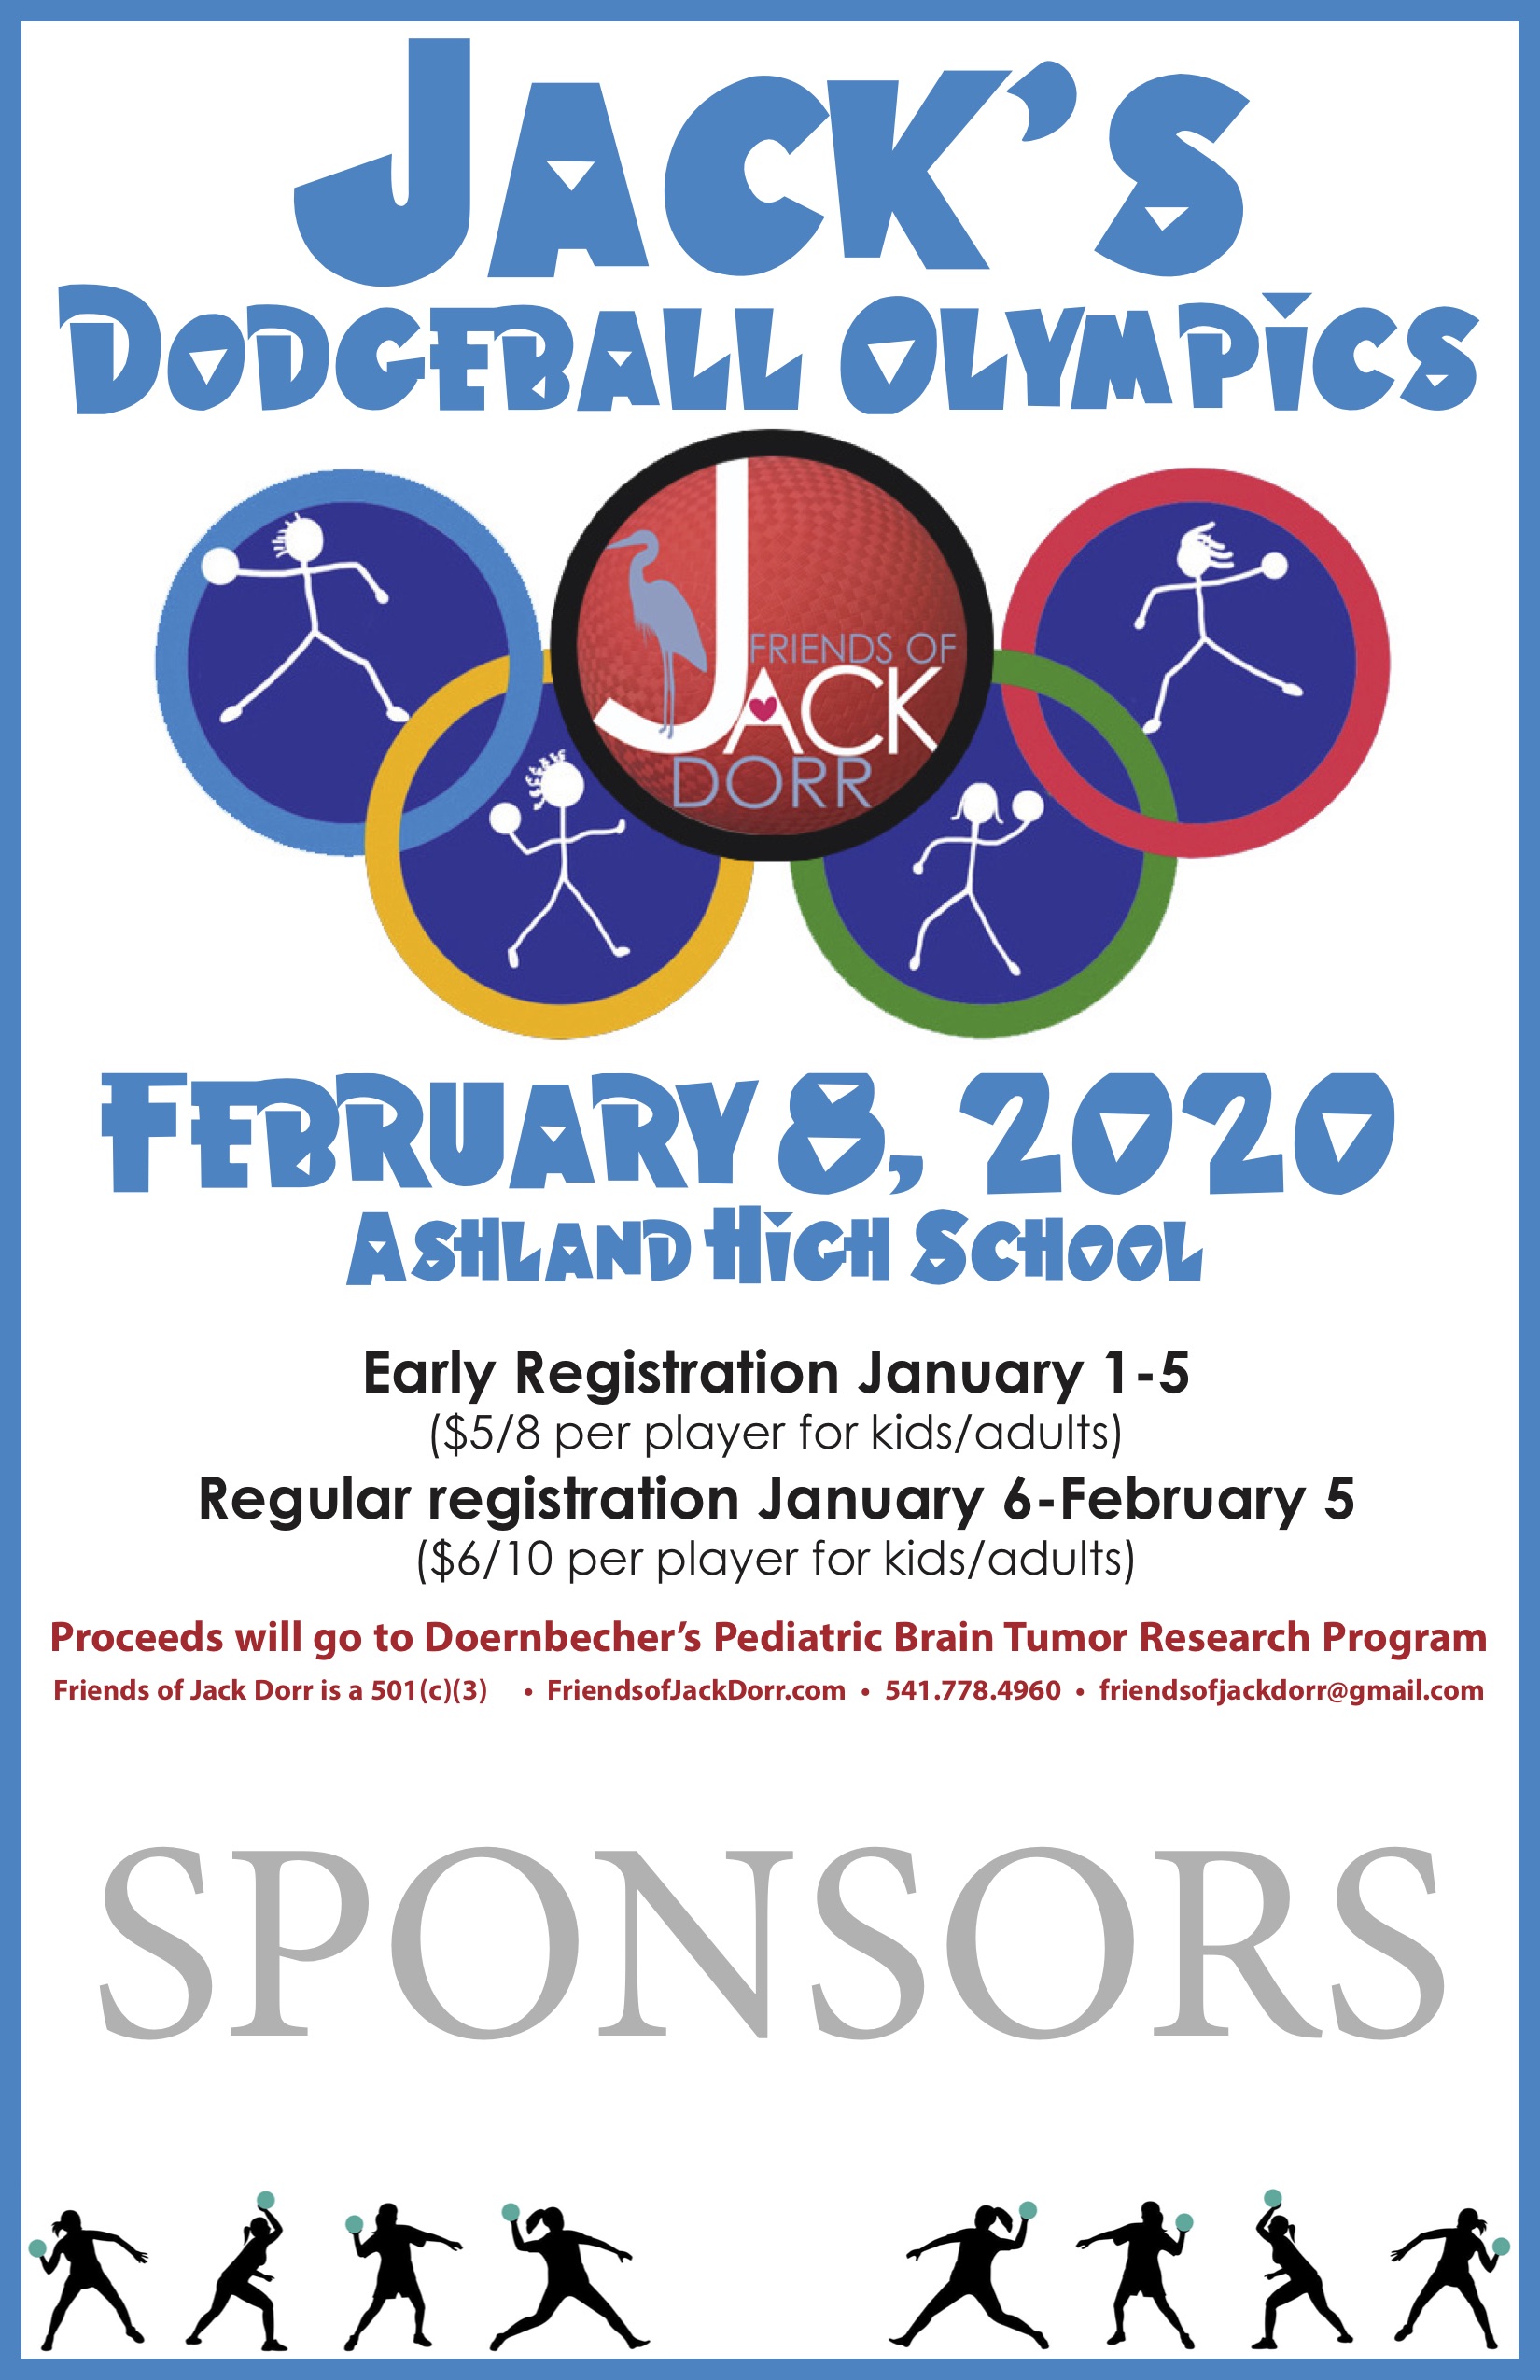 JACK'S
DODGEBALL OLYMPICS
FRIENDS OF
JACK
DORR
FEBRUARY 8, 2020
ASHLAND HIGH SCHOOL
Early Registration January 1-5
($5/8 per player for kids/adults)
Regular registration January 6-February 5
($6/10 per player for kids/adults)
Proceeds will go to Doernbecher’s Pediatric Brain Tumor Research Program
Friends of Jack Dorr is a 501(c)(3) • FriendsofJackDorr.com • 541.778.4960 • friendsofjackdorr@gmail.com
SPONSORS